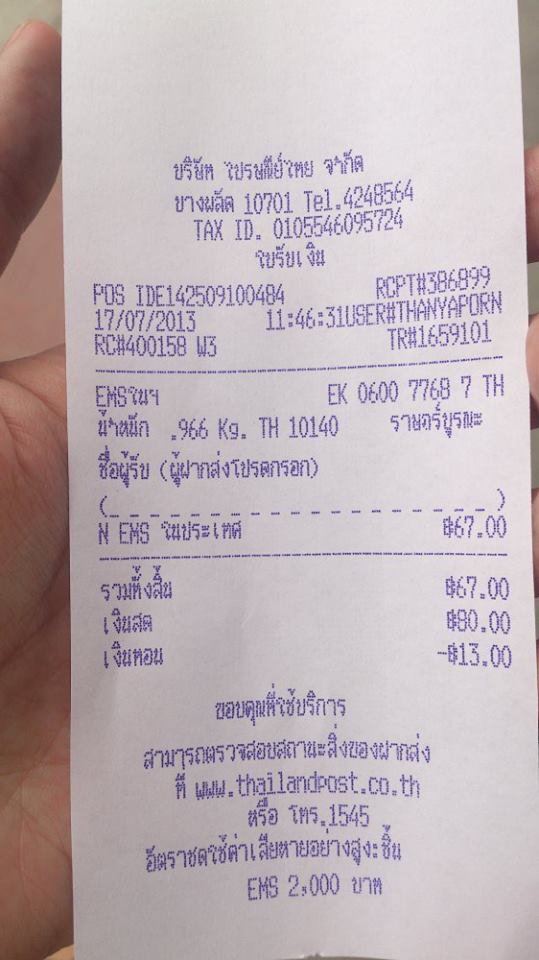 บริษัท ไปรษณีย์ไทย จำกัด
บางพลัด 10701 Tel.4248564
TAX ID. 0105546095724
ใบรับเงิน
POS IDE142509100484 RCPT#386899
17/07/2013 11:46:31USER#THANYAPORN
RC#400158 W3 TR#1659101
EMSในฯ EK 0600 7768 7 TH
น้ำหนัก .966 Kg. TH 10140 ราษฎร์บูรณะ
ชื่อผู้รับ (ผู้ฝากส่งโปรดกรอก)
(_ _ _ _ _ _ _ _ _ _ _ _ _ _ _ _ _ _)
N EMS ในประเทศ ฿67.00
รวมทั้งสิ้น ฿67.00
เงินสด ฿80.00
เงินทอน -฿13.00
ขอบคุณที่ใช้บริการ
สามารถตรวจสอบสถานะสิ่งของฝากส่ง
ที่ www.thailandpost.co.th
หรือ โทร.1545
อัตราชดใช้ค่าเสียหายอย่างสูงะชิ้น
EMS 2,000 บาท